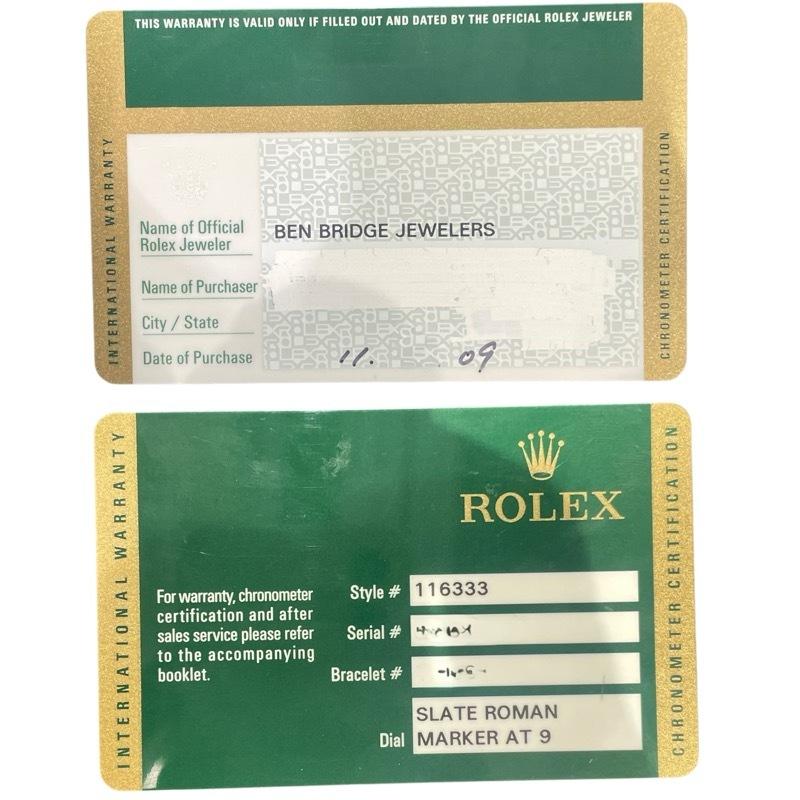 THIS WARRANTY IS VALID ONLY IF FILLED OUT AND DATED BY THE OFFICIAL ROLEX JEWELER
INTERNATIONAL WARRANTY
CHRONOMETER CERTIFICATION
Name of Official
Rolex Jeweler
BEN BRIDGE JEWELERS
Name of Purchaser
City / State
Date of Purchase 11. 09
INTERNATIONAL WARRANTY
CHRONOMETER CERTIFICATION
ROLEX
For warranty, chronometer
certification and after
sales service please refer
to the accompanying
booklet.
Style # 116333
Serial #
Bracelet #
Dial
SLATE ROMAN
MARKER AT 9